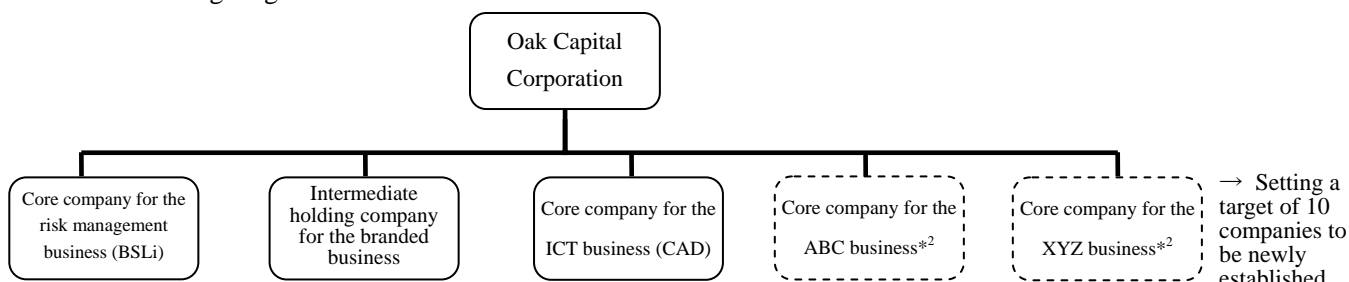 Oak Capital
Corporation
Core company for the
risk management
business (BSLi)
Intermediate
holding company
for the branded
business
Core company for the
ICT business (CAD)
Core company for the
ABC business*2
Core company for the
XYZ business*2
→ Setting a
target of 10
companies to
be newly
established